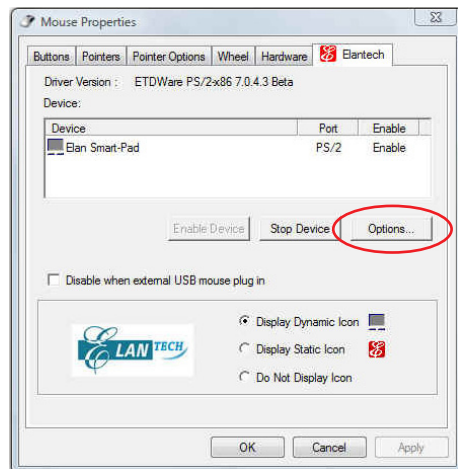 Mouse Properties
Buttons Pointers Pointer Options Wheel Hardware Elantech
Driver Version : ETDWare PS/2-x86 7.0.4.3 Beta
Device:
Device Port Enable
Elan Smart-Pad PS/2 Enable
Enable Device Stop Device Options...
Disable when external USB mouse plug in
Display Dynamic Icon
ELAN TECH Display Static Icon
Do Not Display Icon
OK Cancel Apply